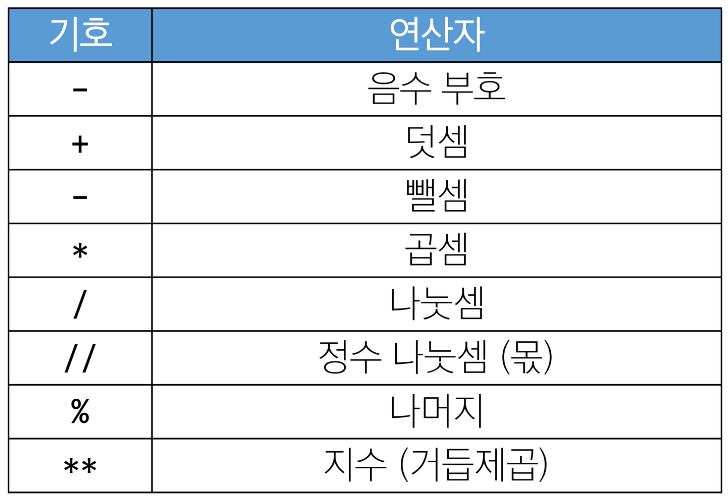 기호 연산자
- 음수 부호
+ 덧셈
- 뺄셈
* 곱셈
/ 나눗셈
// 정수 나눗셈 (몫)
% 나머지
** 지수 (거듭제곱)